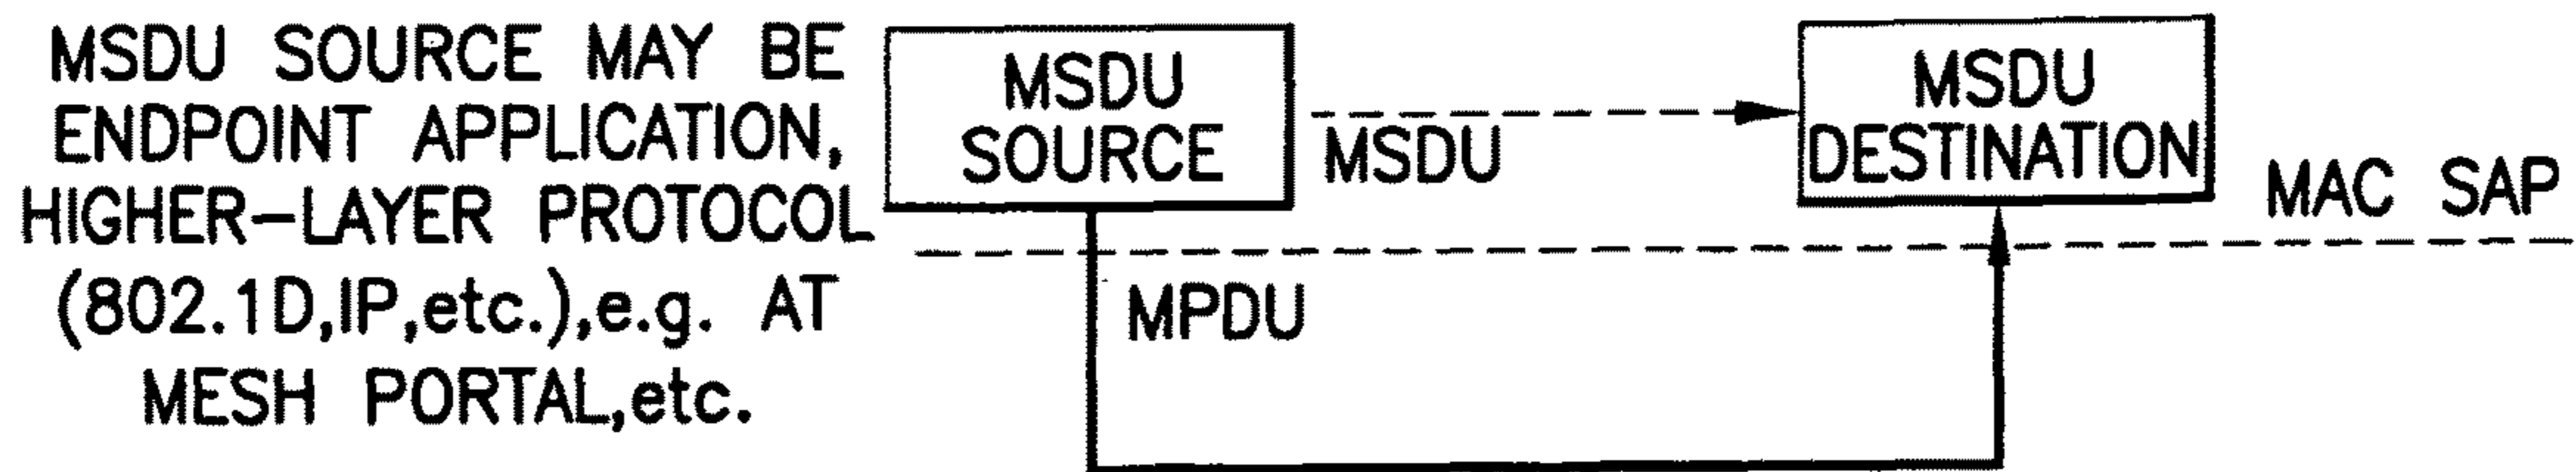 MSDU SOURCE MAY BE
ENDPOINT APPLICATION,
HIGHER-LAYER PROTOCOL
(802.1D,IP,etc.),e.g. AT
MESH PORTAL,etc.
MSDU
SOURCE
MSDU
MSDU
DESTINATION
MAC SAP
MPDU